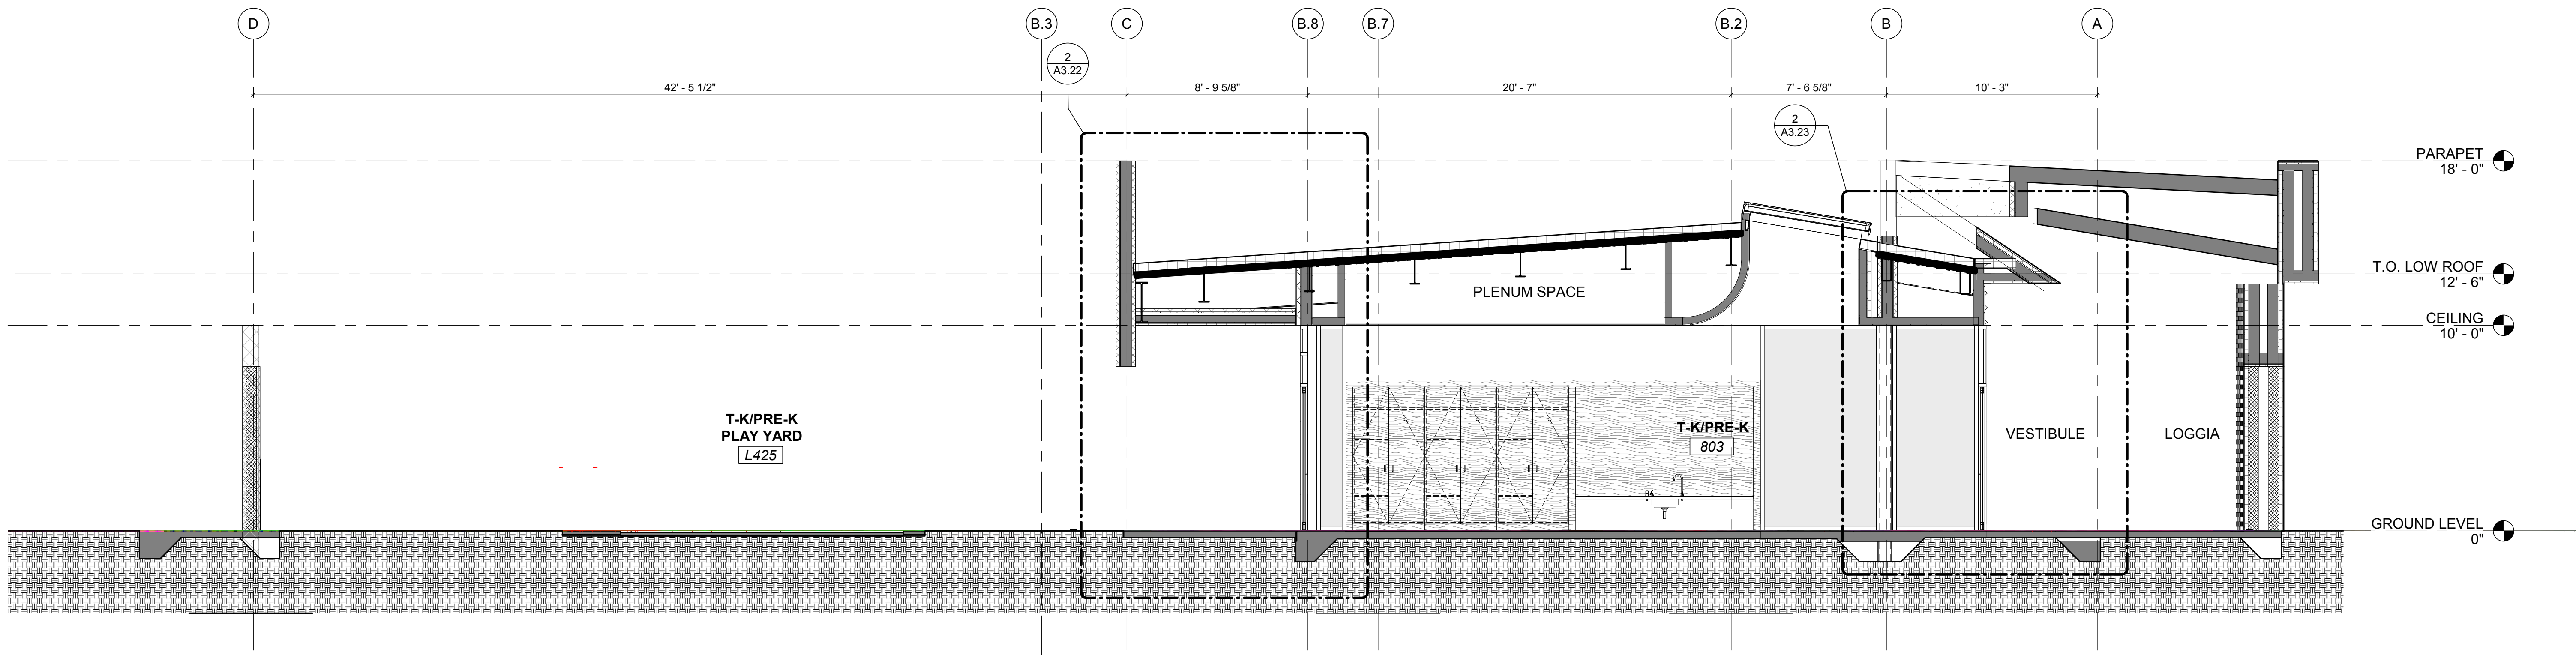 D
B.3
C
B.8
B.7
B.2
B
A
2
A3.22
42' - 5 1/2"
8' - 9 5/8"
20' - 7"
7' - 6 5/8"
10' - 3"
2
A3.23
PARAPET
18' - 0"
T.O. LOW ROOF
12' - 6"
PLENUM SPACE
CEILING
10' - 0"
T-K/PRE-K
PLAY YARD
L425
T-K/PRE-K
803
VESTIBULE
LOGGIA
GROUND LEVEL
0"